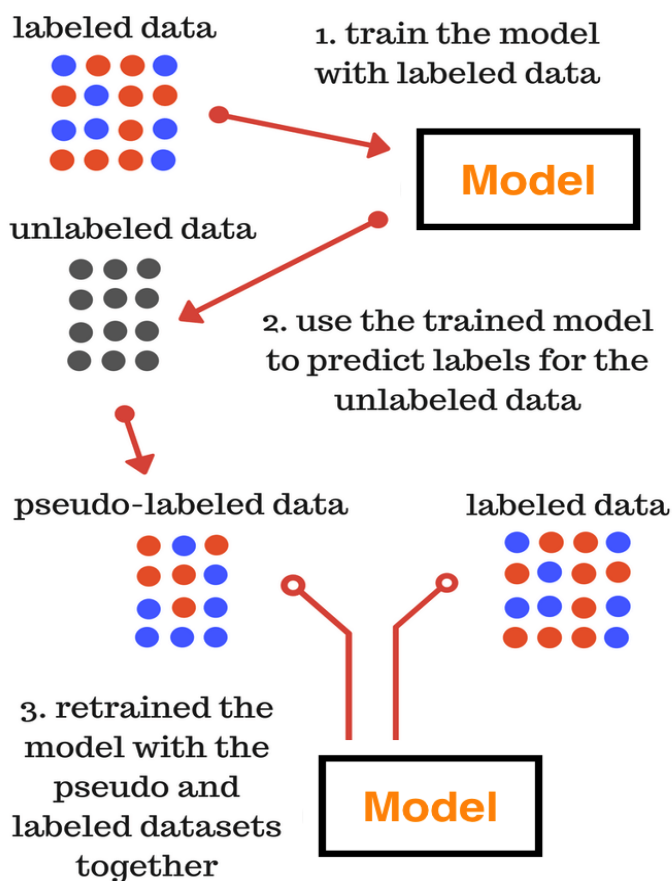 labeled data
1. train the model
with labeled data
Model
unlabeled data
2. use the trained model
to predict labels for the
unlabeled data
pseudo-labeled data
labeled data
3. retrained the
model with the
pseudo and
labeled datasets
together
Model